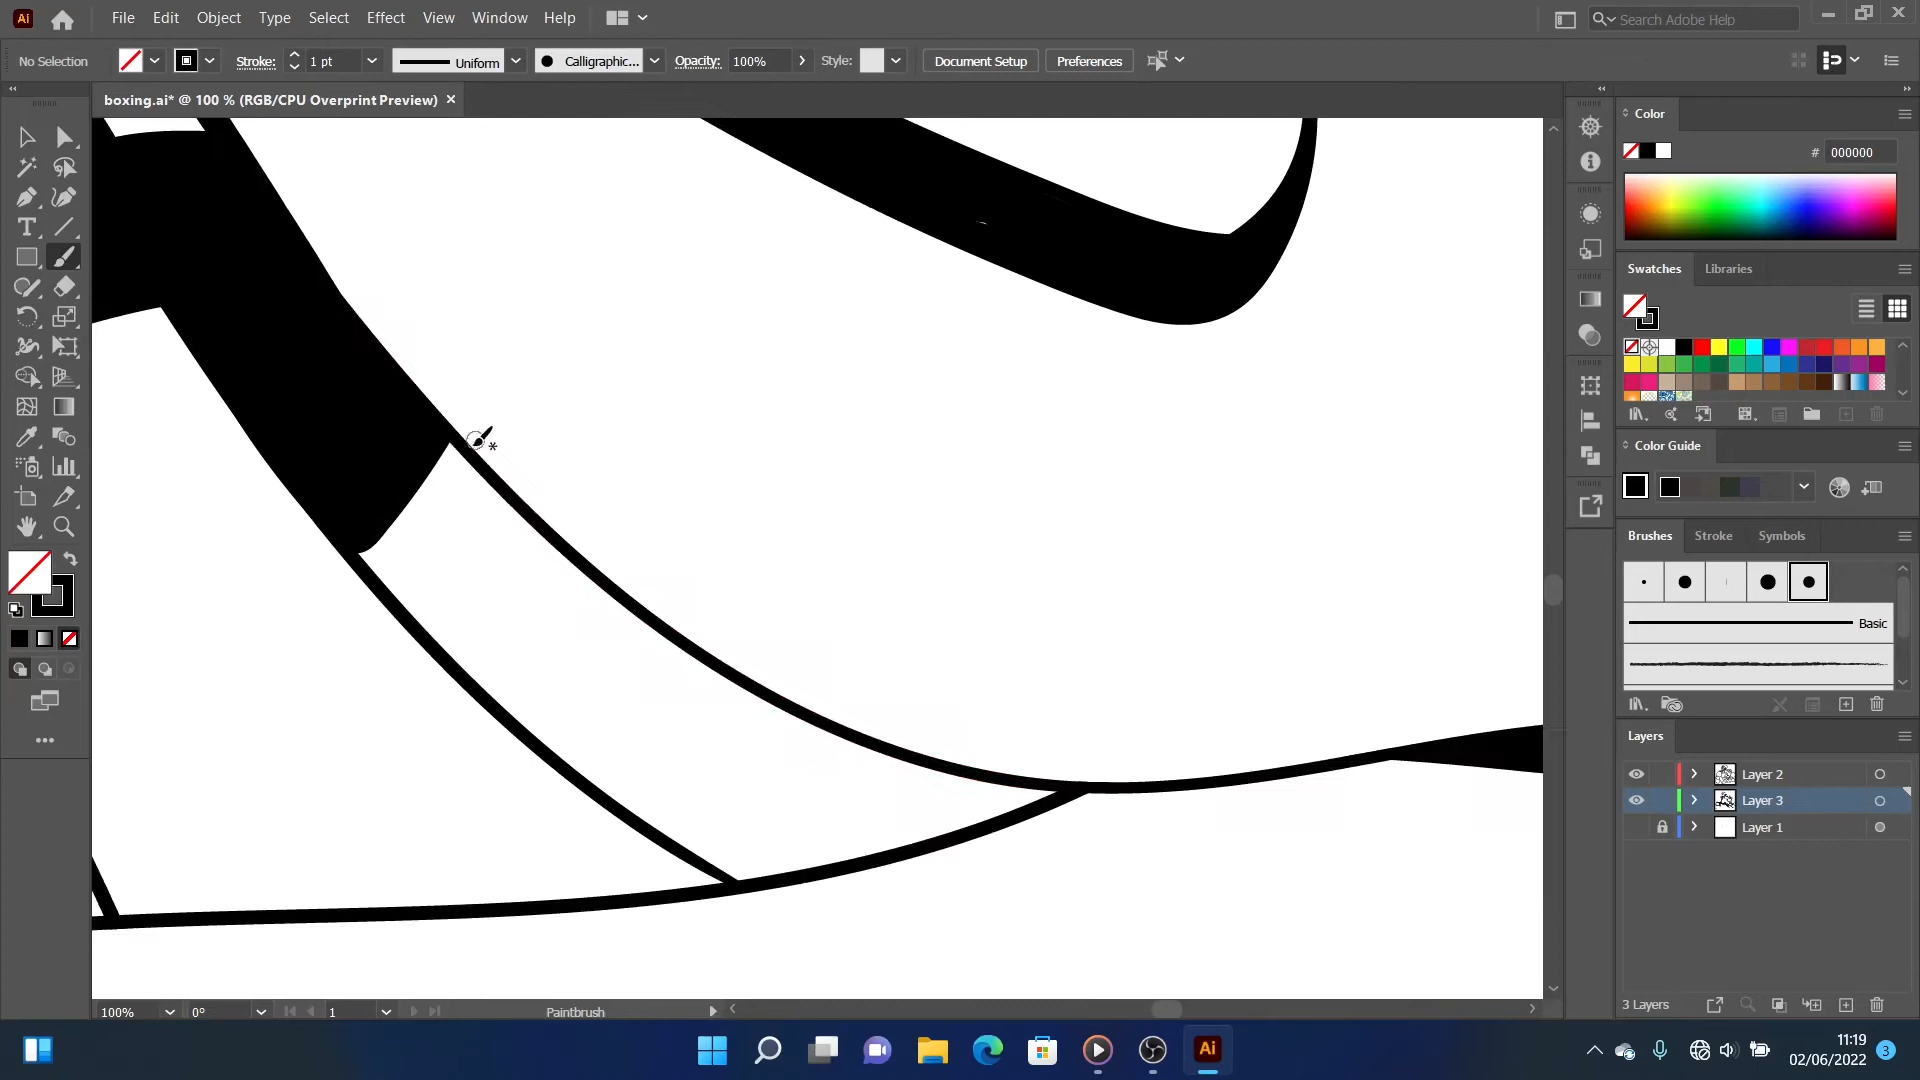 Ai File Edit Object Type Select Effect View Window Help Search Adobe Help
No Selection Stroke: 1 pt Uniform Calligraphic... Opacity: 100% Style: Document Setup Preferences
boxing.ai* @ 100 % (RGB/CPU Overprint Preview)
Color
# 000000
Swatches Libraries
Color Guide
Brushes Stroke Symbols
Basic
Layers
Layer 2
Layer 3
Layer 1
3 Layers
100% 0° 1 Paintbrush
Ai
11:19
02/06/2022
3